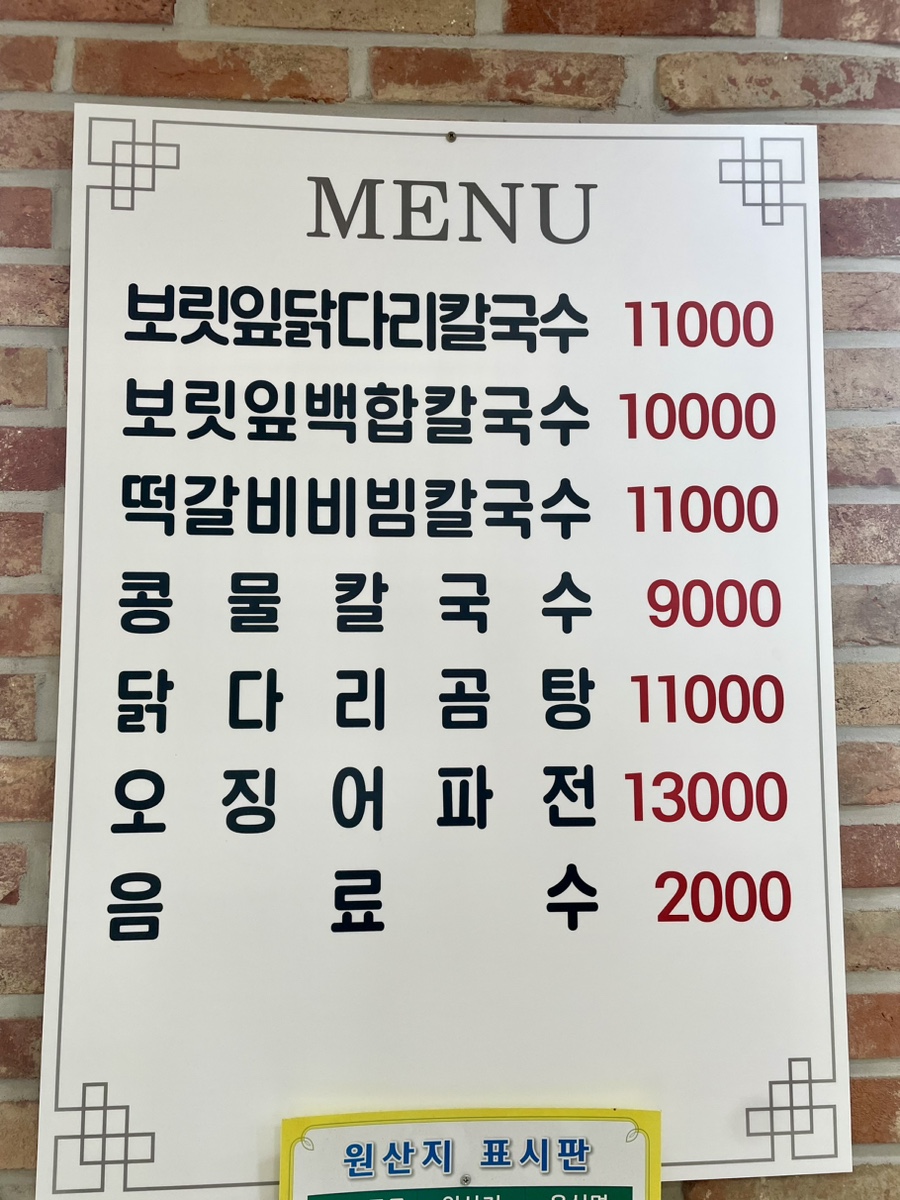 MENU
보릿잎닭다리칼국수 11000
보릿잎백합칼국수 10000
떡갈비비빔칼국수 11000
콩물칼국수 9000
닭다리곰탕 11000
오징어파전 13000
음료수 2000
원산지 표시판